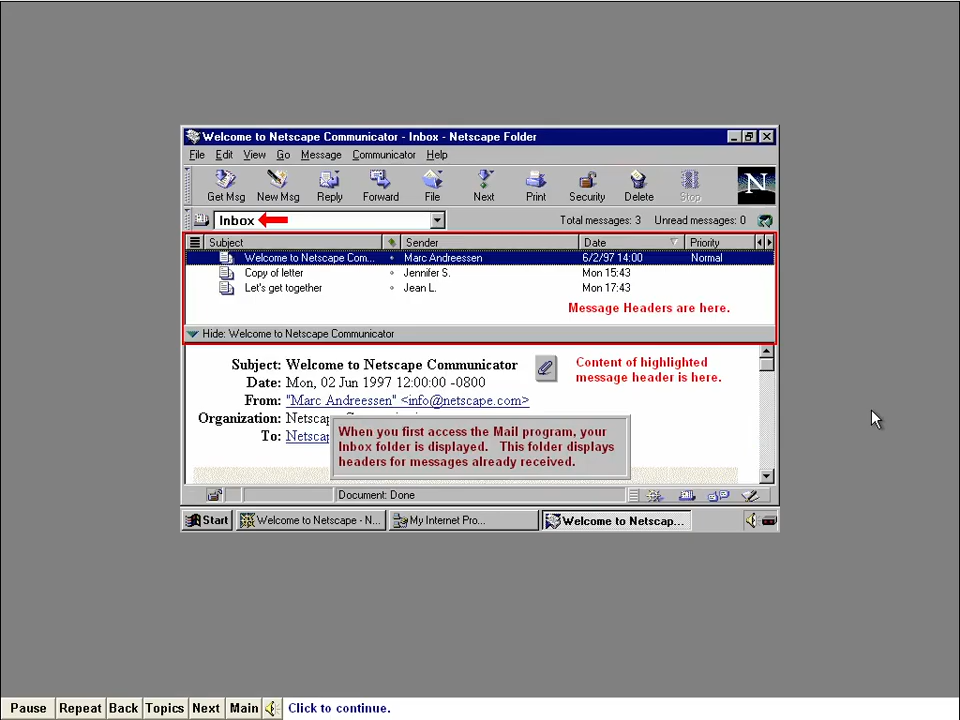 Welcome to Netscape Communicator - Inbox - Netscape Folder
File Edit View Go Message Communicator Help
Get Msg New Msg Reply Forward File Next Print Security Delete Stop
N
Inbox Total messages: 3 Unread messages: 0
Subject Sender Date Priority
Welcome to Netscape Com... Marc Andreessen 6/2/97 14:00 Normal
Copy of letter Jennifer S. Mon 15:43
Let's get together Jean L. Mon 17:43
Message Headers are here.
Hide: Welcome to Netscape Communicator
Subject: Welcome to Netscape Communicator
Date: Mon, 02 Jun 1997 12:00:00 -0800
From: "Marc Andreessen" <info@netscape.com>
Organization: Netscap
To: Netscap
Content of highlighted
message header is here.
When you first access the Mail program, your
Inbox folder is displayed. This folder displays
headers for messages already received.
Document: Done
Start Welcome to Netscape - N... My Internet Pro... Welcome to Netscap...
Pause Repeat Back Topics Next Main Click to continue.